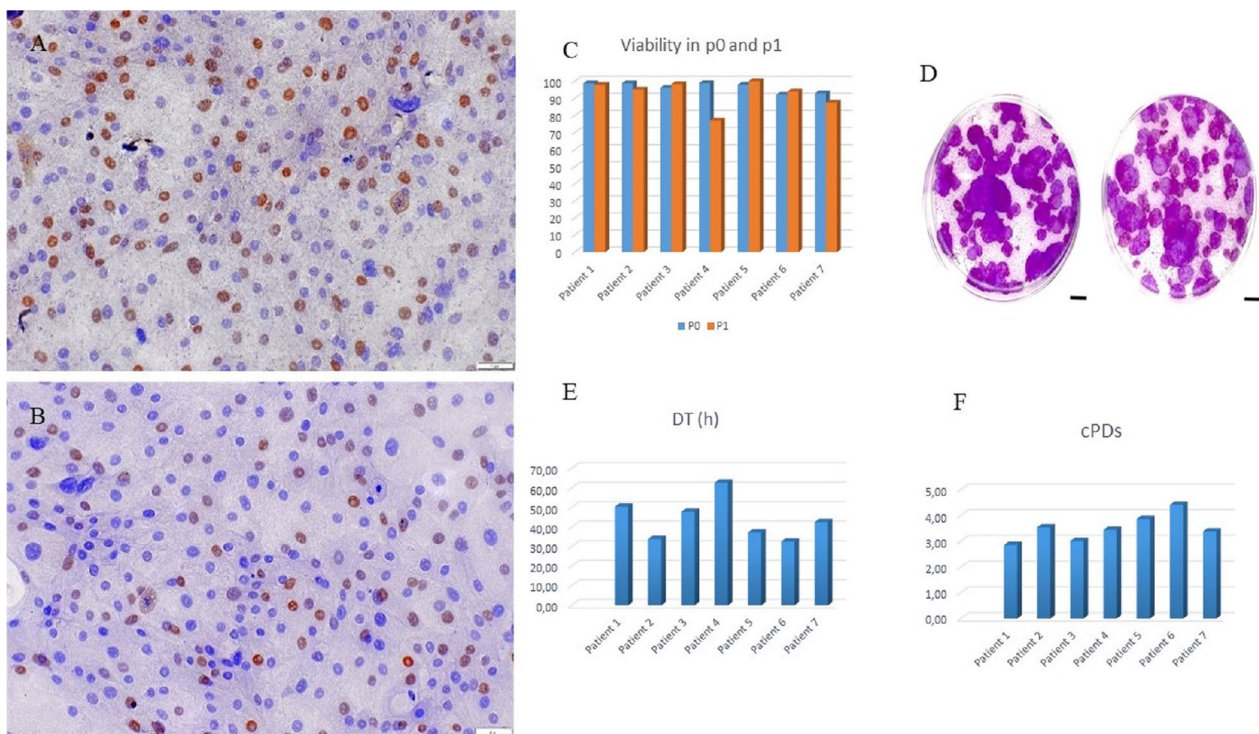 A
B
C
Viability in p0 and p1
100
90
80
70
60
50
40
30
20
10
0
Patient 1
Patient 2
Patient 3
Patient 4
Patient 5
Patient 6
Patient 7
P0
P1
D
E
DT (h)
70,00
60,00
50,00
40,00
30,00
20,00
10,00
0,00
Patient 1
Patient 2
Patient 3
Patient 4
Patient 5
Patient 6
Patient 7
F
cPDs
5,00
4,00
3,00
2,00
1,00
0,00
Patient 1
Patient 2
Patient 3
Patient 4
Patient 5
Patient 6
Patient 7